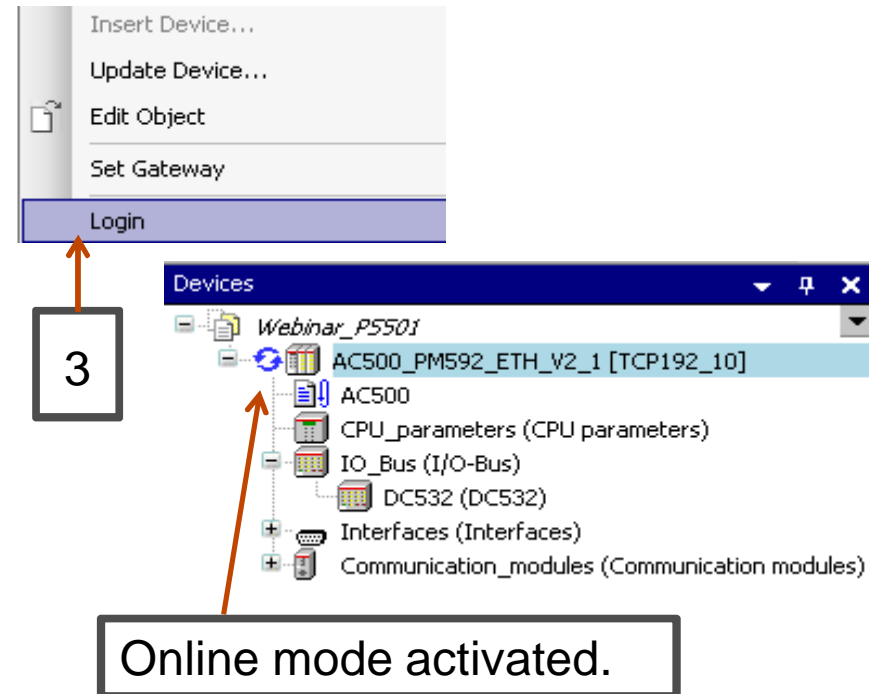 Insert Device...
Update Device...
Edit Object
Set Gateway
Login
3
Devices
Webinar_PS501
AC500_PM592_ETH_V2_1 [TCP192_10]
AC500
CPU_parameters (CPU parameters)
IO_Bus (I/O-Bus)
DC532 (DC532)
Interfaces (Interfaces)
Communication_modules (Communication modules)
Online mode activated.